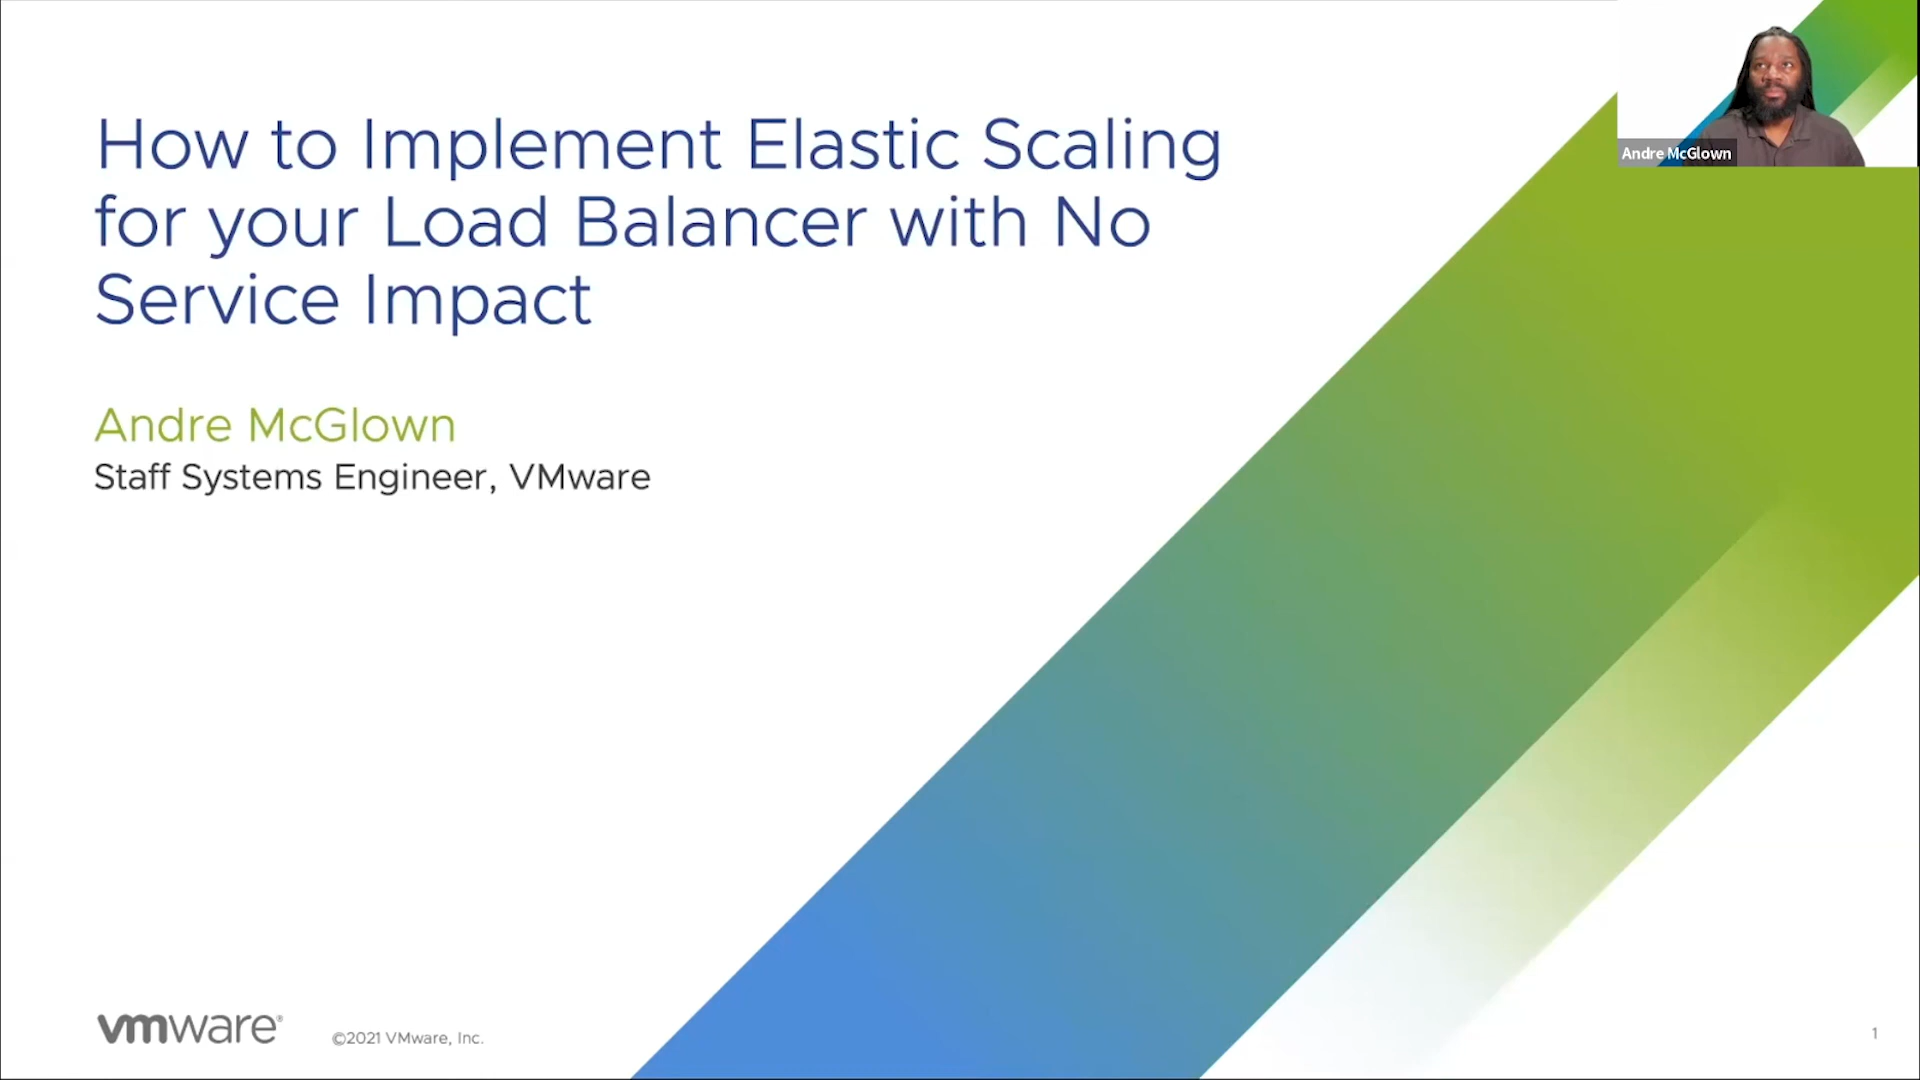 How to Implement Elastic Scaling
for your Load Balancer with No
Service Impact
Andre McGlown
Staff Systems Engineer, VMware
Andre McGlown
vmware®
©2021 VMware, Inc.
1